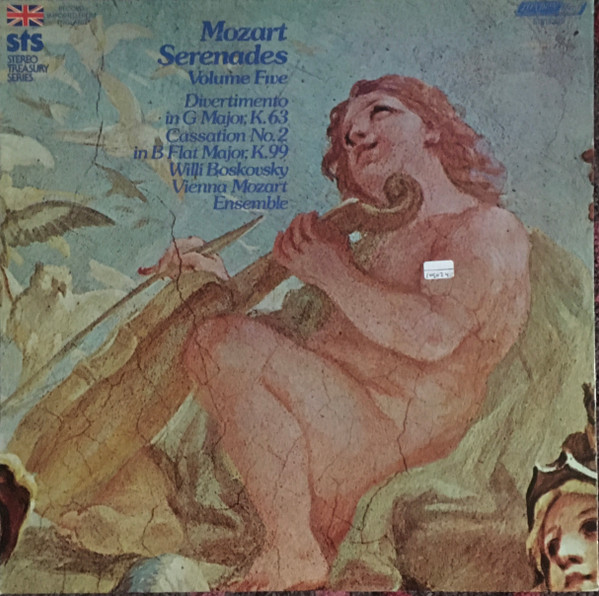 sts
STEREO
TREASURY
SERIES
Mozart
Serenades
Volume Five
Divertimento
in G Major, K.63
Cassation No.2
in B Flat Major, K.99
Willi Boskovsky
Vienna Mozart
Ensemble